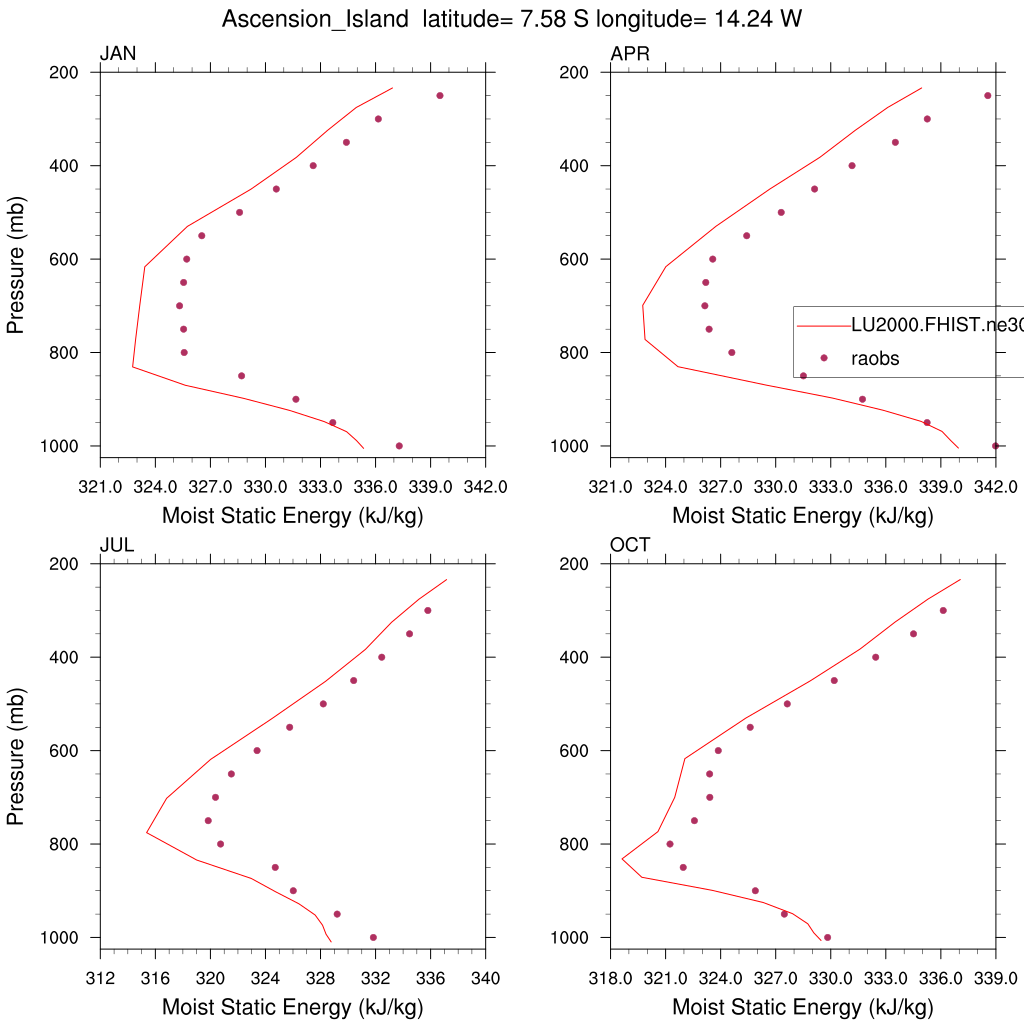 Ascension_Island latitude= 7.58 S longitude= 14.24 W
JAN
APR
200
400
600
800
1000
Pressure (mb)
321.0 324.0 327.0 330.0 333.0 336.0 339.0 342.0
Moist Static Energy (kJ/kg)
200
400
600
800
1000
LU2000.FHIST.ne30
raobs
321.0 324.0 327.0 330.0 333.0 336.0 339.0 342.0
Moist Static Energy (kJ/kg)
JUL
OCT
200
400
600
800
1000
Pressure (mb)
312 316 320 324 328 332 336 340
Moist Static Energy (kJ/kg)
200
400
600
800
1000
318.0 321.0 324.0 327.0 330.0 333.0 336.0 339.0
Moist Static Energy (kJ/kg)